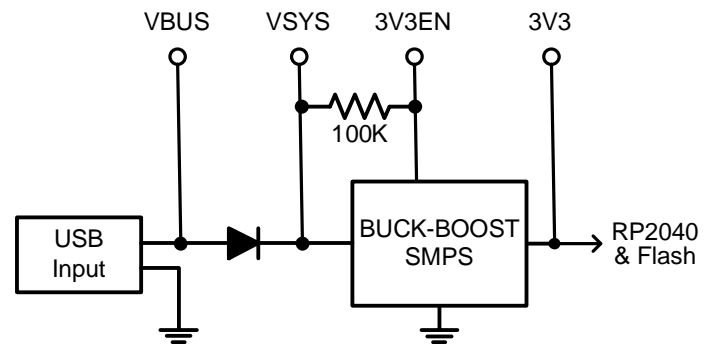 VBUS
VSYS
3V3EN
3V3
100K
USB
Input
BUCK-BOOST
SMPS
RP2040
& Flash